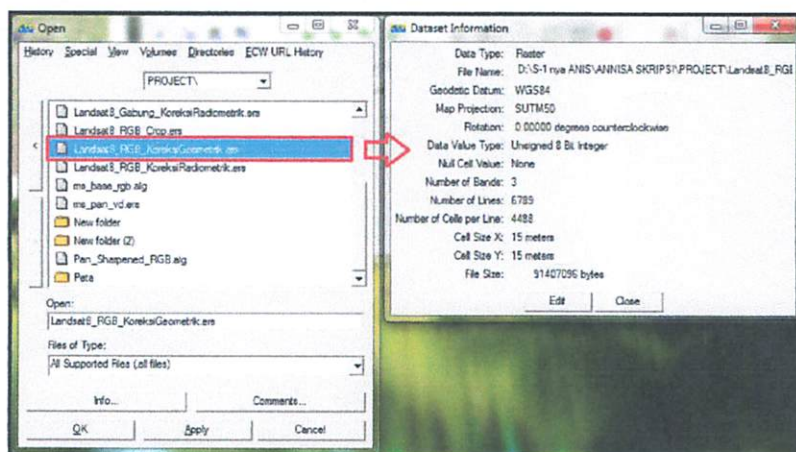 Open
History Special View Volumes Directories ECW URL History
PROJECT\
Landsat8_Gabung_KoreksiRadiometrik.ers
Landsat8_RGB_Crop.ers
Landsat8_RGB_KoreksiGeometrik.ers
Landsat8_RGB_KoreksiRadiometrik.ers
ms_base_rgb.alg
ms_pan_vd.ers
New folder
New folder (2)
Pan_Sharpened_RGB.alg
Peta
Open:
Landsat8_RGB_KoreksiGeometrik.ers
Files of Type:
All Supported Files (.all files)
Info...
Comments...
OK
Apply
Cancel
Dataset Information
Data Type: Raster
File Name: D:\S-1 nya ANIS\ANNISA SKRIPSI\PROJECT\Landsat8_RGI
Geodetic Datum: WGS84
Map Projection: SUTM50
Rotation: 0.00000 degrees counterclockwise
Data Value Type: Unsigned 8 Bit Integer
Null Cell Value: None
Number of Bands: 3
Number of Lines: 6789
Number of Cells per Line: 4488
Cell Size X: 15 meters
Cell Size Y: 15 meters
File Size: 91407096 bytes
Edit
Close